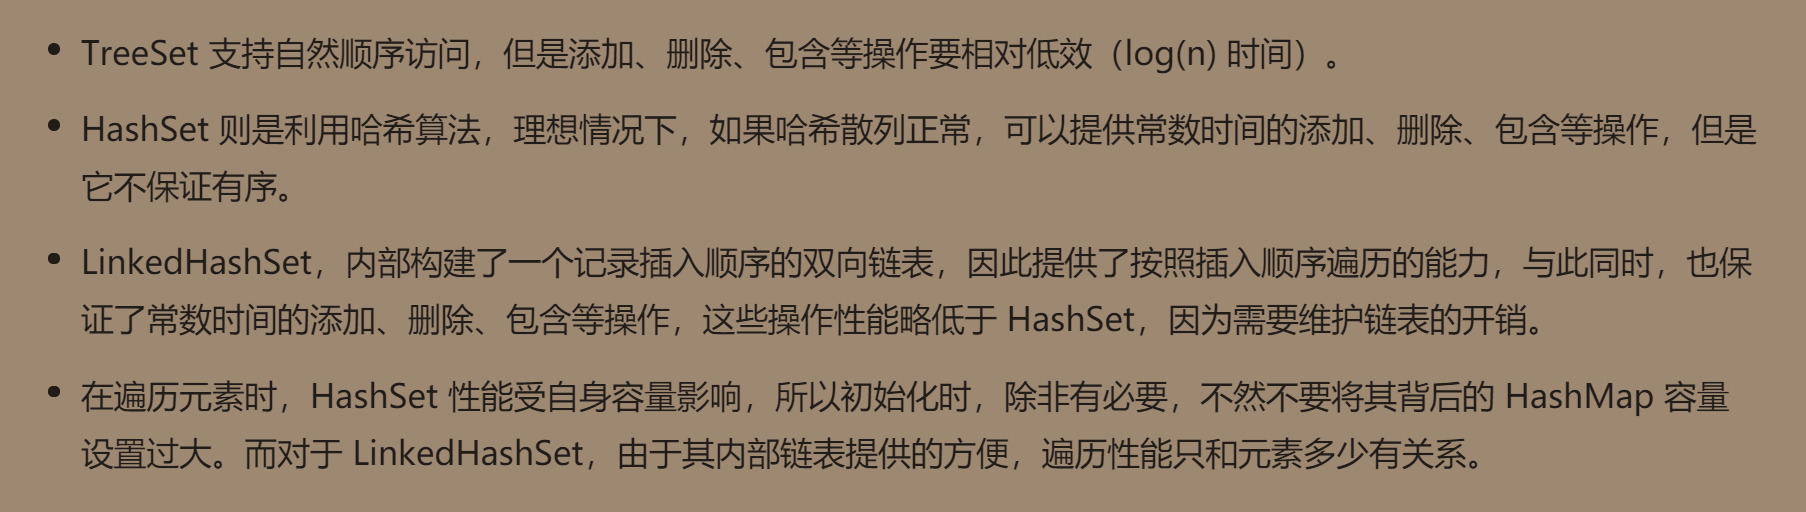 • TreeSet 支持自然顺序访问，但是添加、删除、包含等操作要相对低效（log(n) 时间）。
• HashSet 则是利用哈希算法，理想情况下，如果哈希散列正常，可以提供常数时间的添加、删除、包含等操作，但是
它不保证有序。
• LinkedHashSet，内部构建了一个记录插入顺序的双向链表，因此提供了按照插入顺序遍历的能力，与此同时，也保
证了常数时间的添加、删除、包含等操作，这些操作性能略低于 HashSet，因为需要维护链表的开销。
• 在遍历元素时，HashSet 性能受自身容量影响，所以初始化时，除非有必要，不然不要将其背后的 HashMap 容量
设置过大。而对于 LinkedHashSet，由于其内部链表提供的方便，遍历性能只和元素多少有关系。